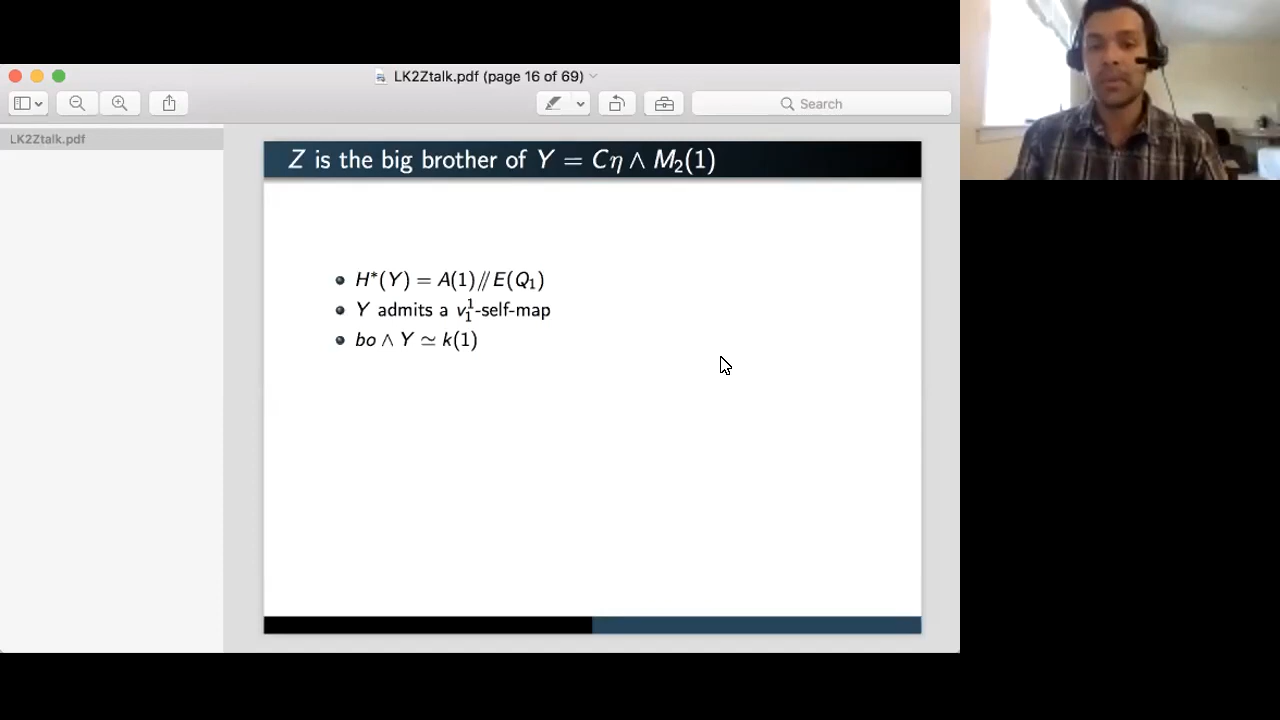 LK2Ztalk.pdf (page 16 of 69)
Search
LK2Ztalk.pdf
Z is the big brother of Y = Cη ∧ M₂(1)
H*(Y) = A(1)//E(Q₁)
Y admits a v₁¹-self-map
bo ∧ Y ≃ k(1)